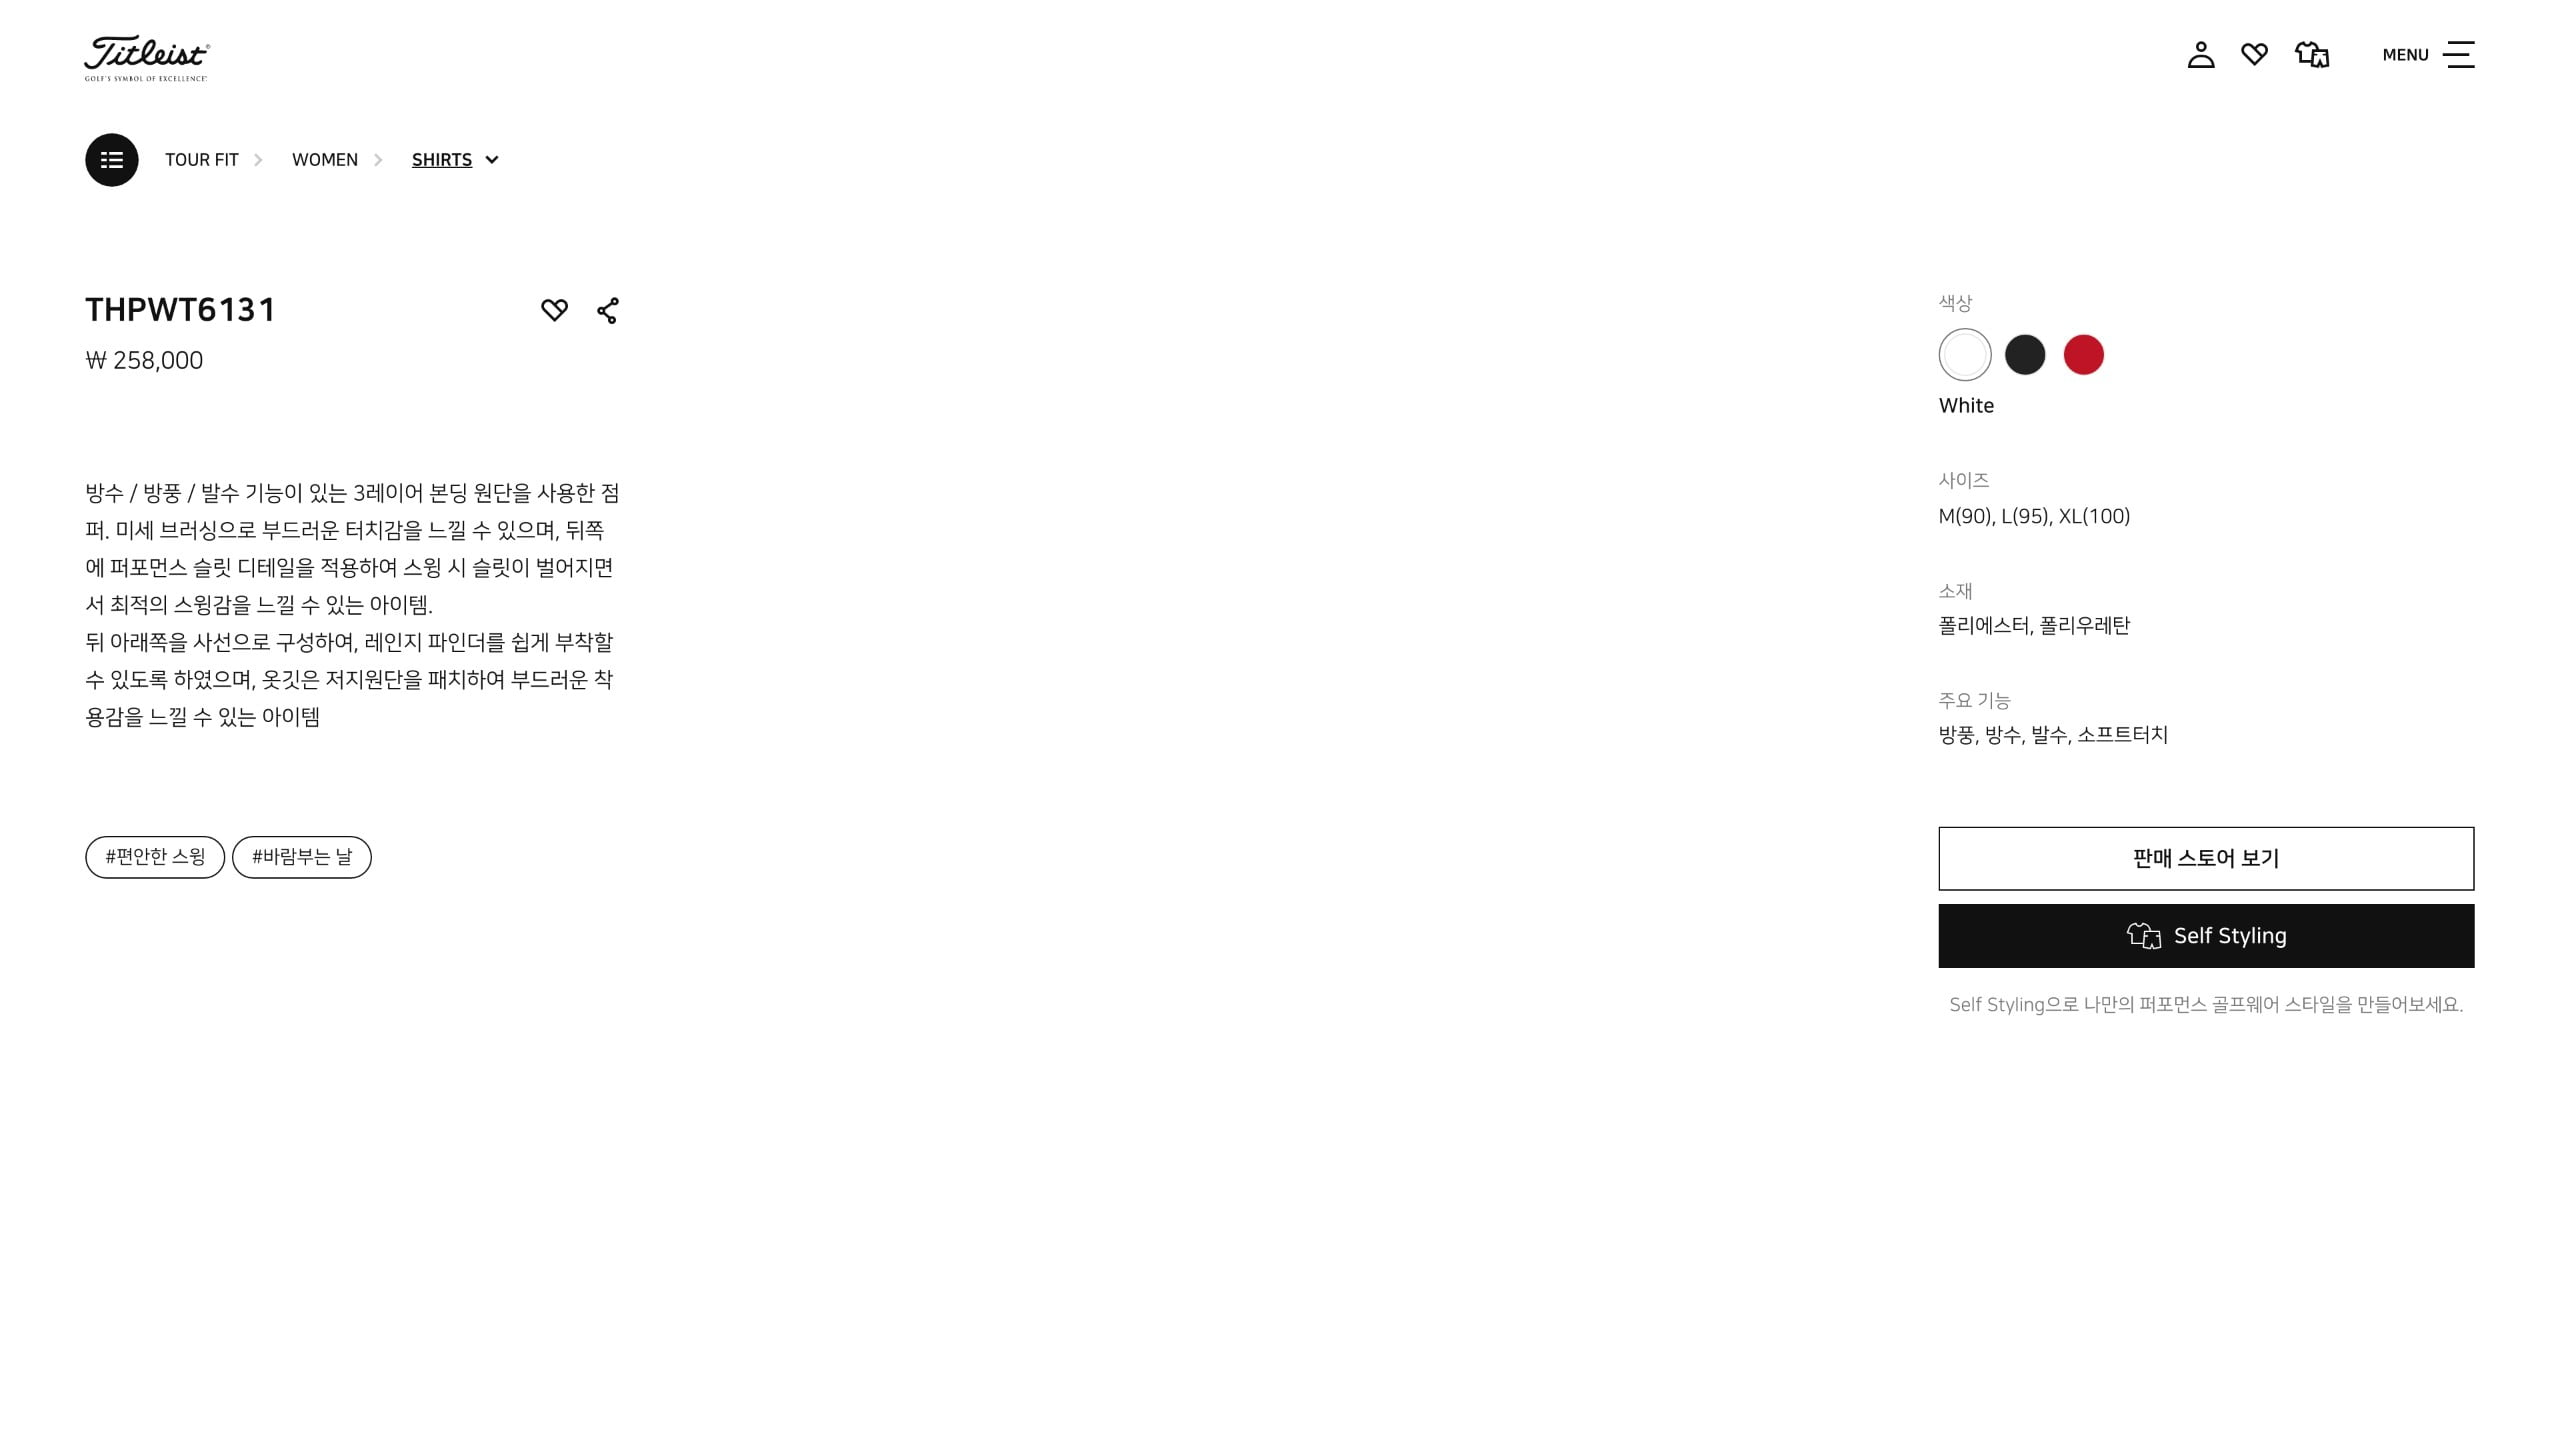 Titleist®
GOLF'S SYMBOL OF EXCELLENCE
MENU
TOUR FIT
WOMEN
SHIRTS
THPWT6131
₩ 258,000
방수 / 방풍 / 발수 기능이 있는 3레이어 본딩 원단을 사용한 점
퍼. 미세 브러싱으로 부드러운 터치감을 느낄 수 있으며, 뒤쪽
에 퍼포먼스 슬릿 디테일을 적용하여 스윙 시 슬릿이 벌어지면
서 최적의 스윙감을 느낄 수 있는 아이템.
뒤 아래쪽을 사선으로 구성하여, 레인지 파인더를 쉽게 부착할
수 있도록 하였으며, 옷깃은 저지원단을 패치하여 부드러운 착
용감을 느낄 수 있는 아이템
#편안한 스윙
#바람부는 날
색상
White
사이즈
M(90), L(95), XL(100)
소재
폴리에스터, 폴리우레탄
주요 기능
방풍, 방수, 발수, 소프트터치
판매 스토어 보기
Self Styling
Self Styling으로 나만의 퍼포먼스 골프웨어 스타일을 만들어보세요.